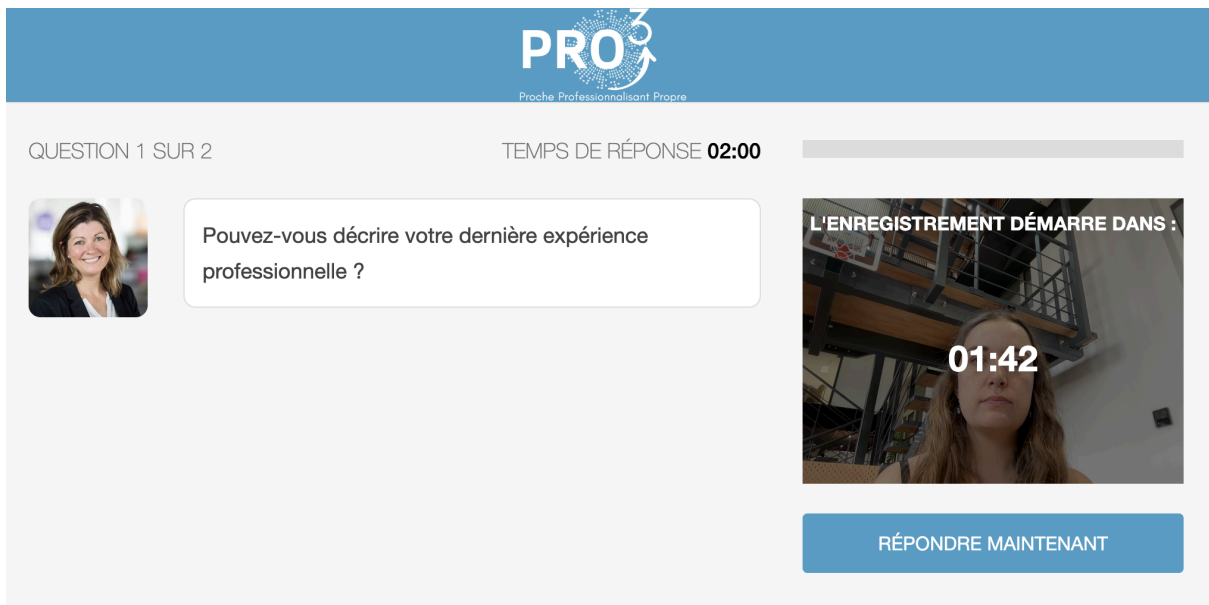 PRO3
Proche Professionnalisant Propre
QUESTION 1 SUR 2
TEMPS DE RÉPONSE 02:00
Pouvez-vous décrire votre dernière expérience
professionnelle ?
L'ENREGISTREMENT DÉMARRE DANS :
01:42
RÉPONDRE MAINTENANT